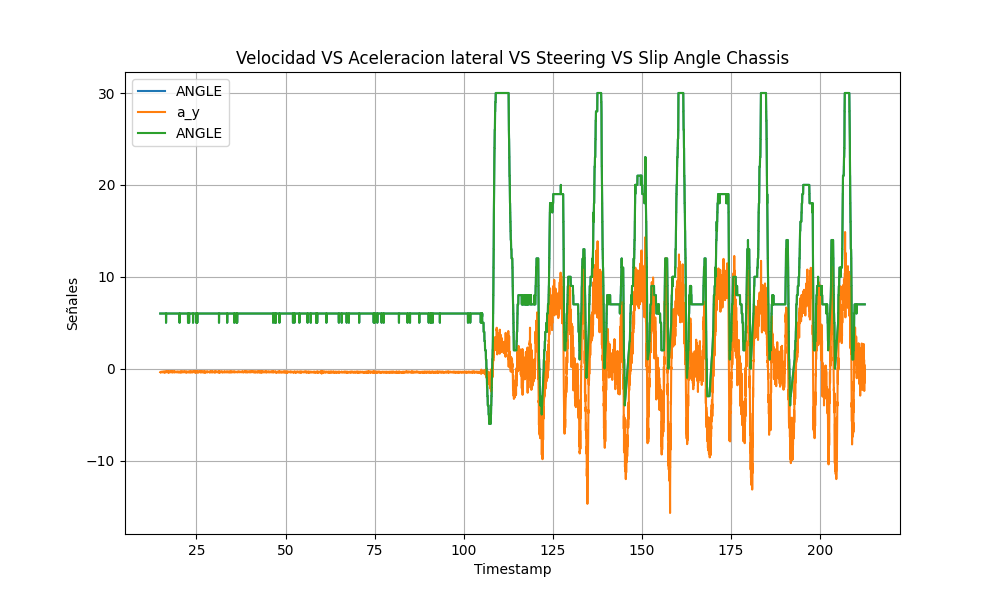 Velocidad VS Aceleracion lateral VS Steering VS Slip Angle Chassis
ANGLE
a_y
ANGLE
30
20
10
0
−10
Señales
25 50 75 100 125 150 175 200
Timestamp